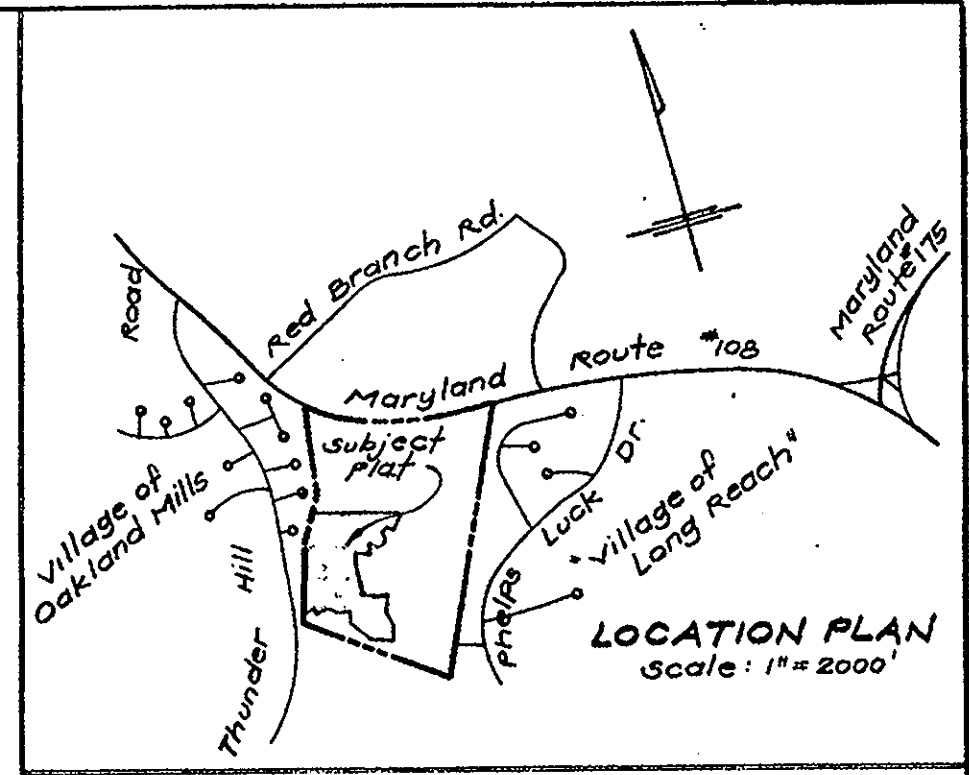 Road
Red Branch Rd.
Maryland
Route #175
Maryland
Route #108
subject
plat
Village of
Oakland Mills
Thunder Hill
Phelps Luck Dr.
"Village of
Long Reach"
LOCATION PLAN
scale: 1" = 2000'